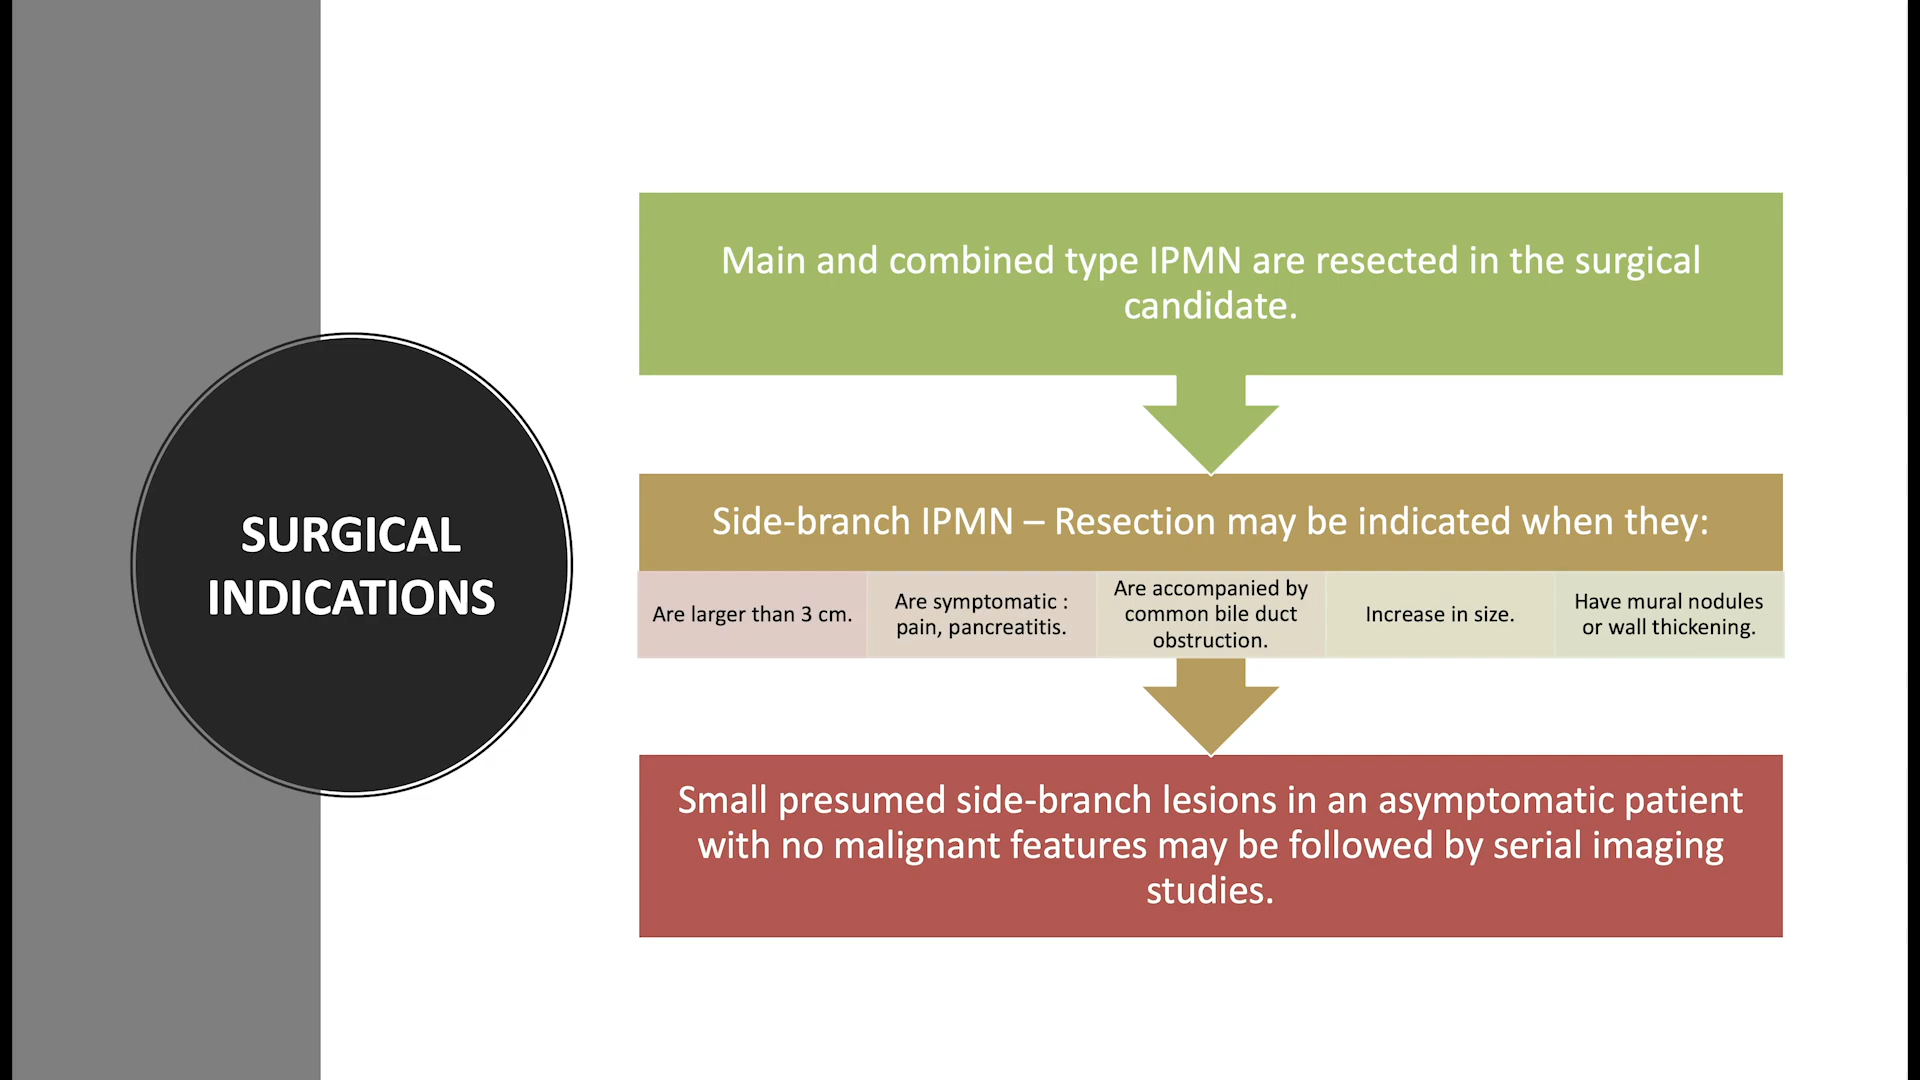 SURGICAL
INDICATIONS
Main and combined type IPMN are resected in the surgical
candidate.
Side-branch IPMN – Resection may be indicated when they:
Are larger than 3 cm.
Are symptomatic :
pain, pancreatitis.
Are accompanied by
common bile duct
obstruction.
Increase in size.
Have mural nodules
or wall thickening.
Small presumed side-branch lesions in an asymptomatic patient
with no malignant features may be followed by serial imaging
studies.